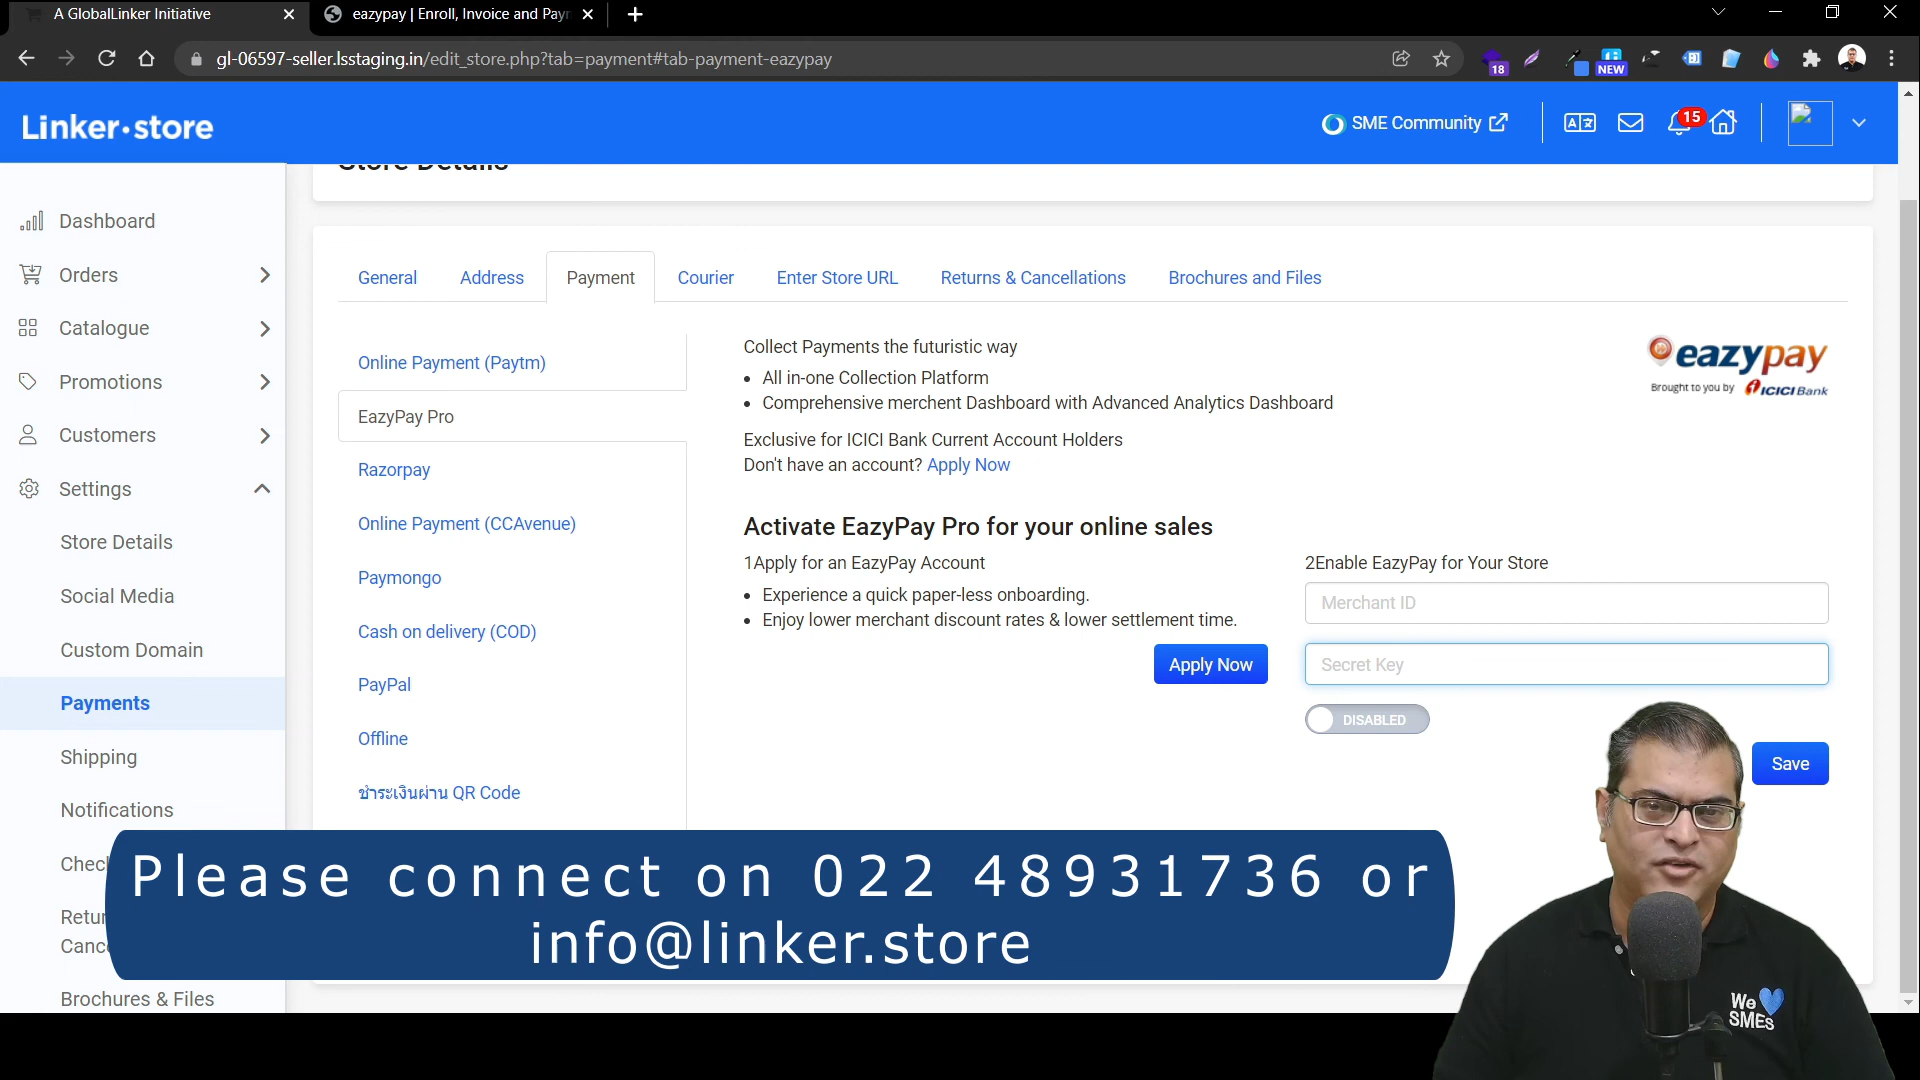 A GlobalLinker Initiative
eazypay | Enroll, Invoice and Payn
gl-06597-seller.lsstaging.in/edit_store.php?tab=payment#tab-payment-eazypay
18
NEW
Linker·store
SME Community
15
Store Details
Dashboard
Orders
Catalogue
Promotions
Customers
Settings
Store Details
Social Media
Custom Domain
Payments
Shipping
Notifications
Chec
Retur
Cance
Brochures & Files
General
Address
Payment
Courier
Enter Store URL
Returns & Cancellations
Brochures and Files
Online Payment (Paytm)
EazyPay Pro
Razorpay
Online Payment (CCAvenue)
Paymongo
Cash on delivery (COD)
PayPal
Offline
ชำระเงินผ่าน QR Code
Collect Payments the futuristic way
All in-one Collection Platform
Comprehensive merchent Dashboard with Advanced Analytics Dashboard
Exclusive for ICICI Bank Current Account Holders
Don't have an account? Apply Now
eazypay
Brought to you by ICICI Bank
Activate EazyPay Pro for your online sales
1Apply for an EazyPay Account
Experience a quick paper-less onboarding.
Enjoy lower merchant discount rates & lower settlement time.
Apply Now
2Enable EazyPay for Your Store
Merchant ID
Secret Key
DISABLED
Save
Please connect on 022 48931736 or
info@linker.store
We
SMEs